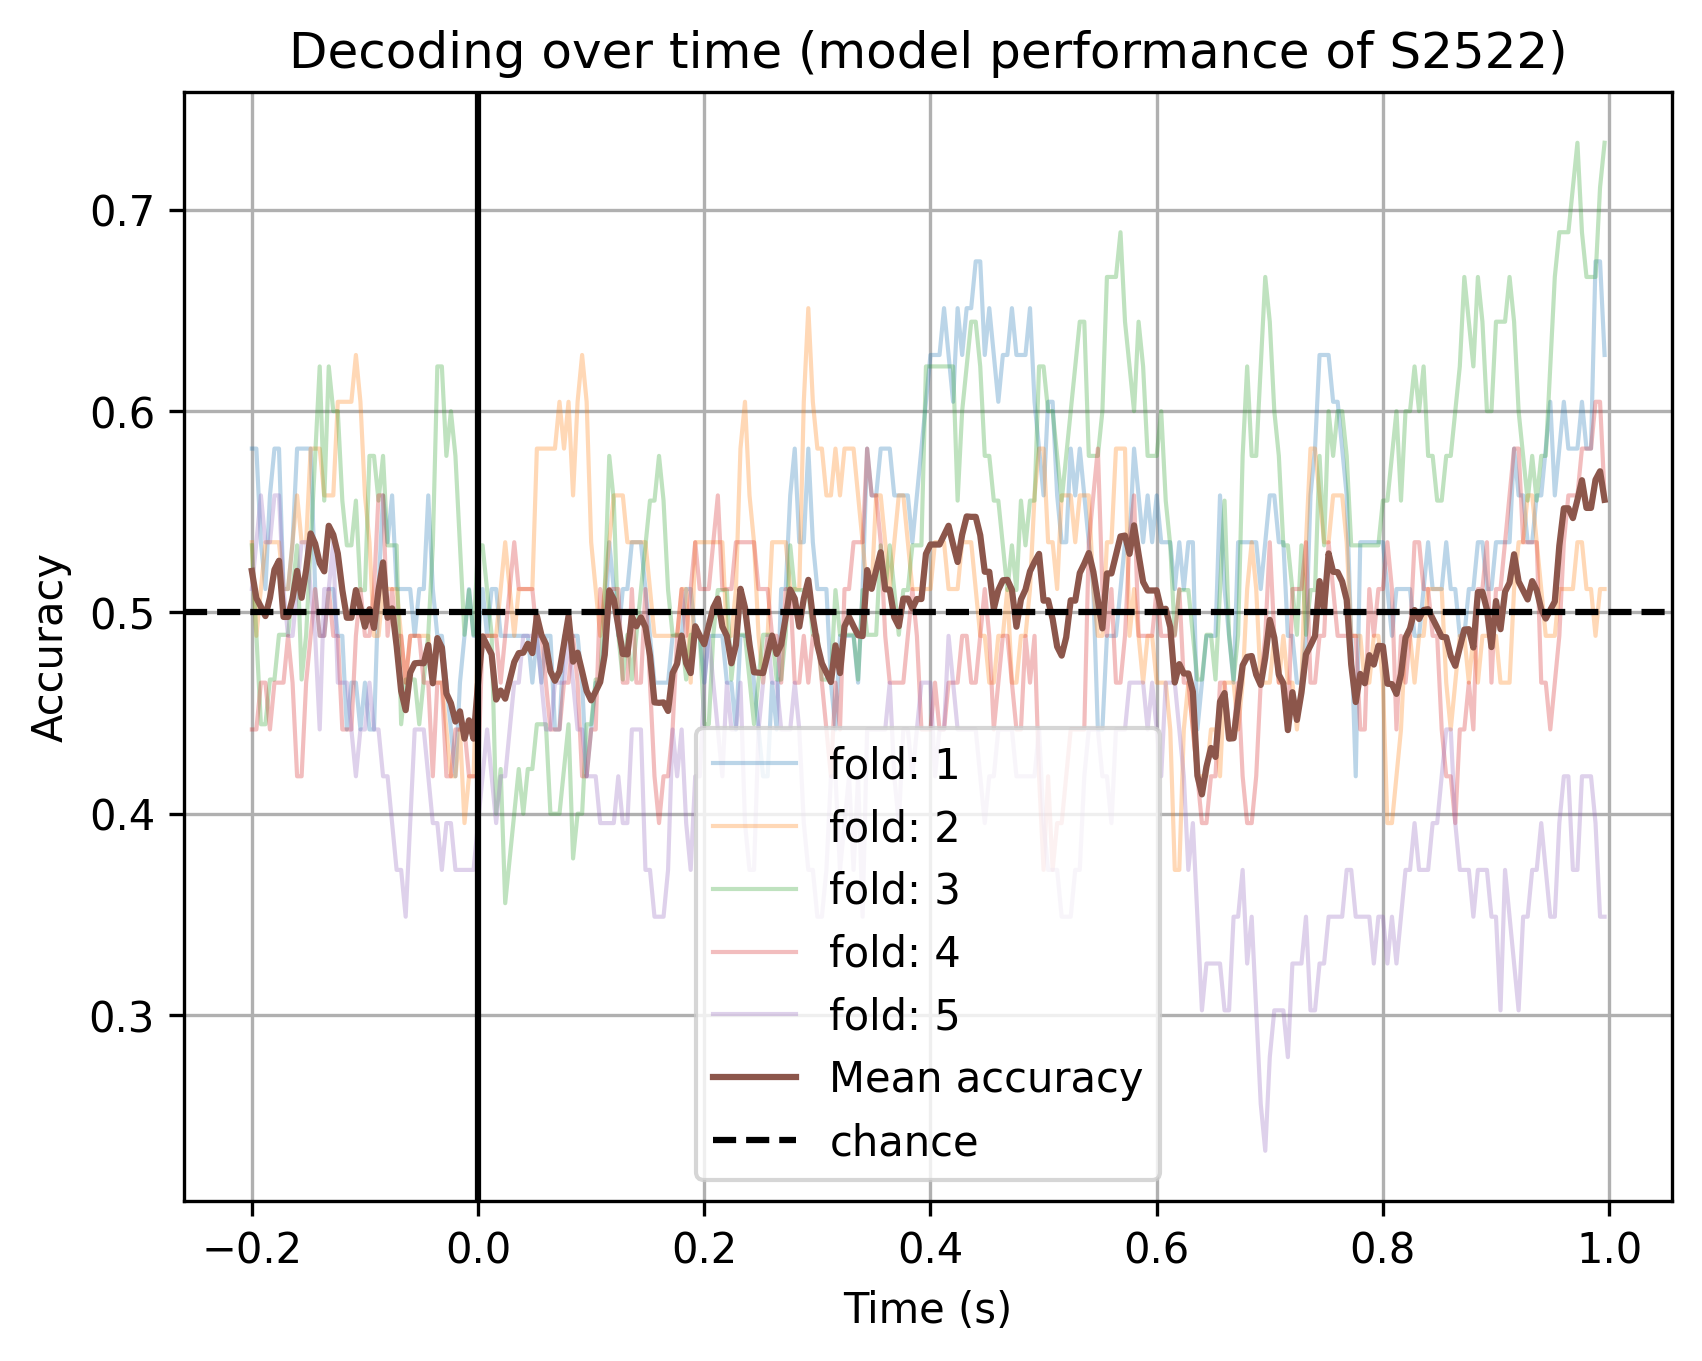 Decoding over time (model performance of S2522)
Accuracy
0.7
0.6
0.5
0.4
0.3
fold: 1
fold: 2
fold: 3
fold: 4
fold: 5
Mean accuracy
chance
−0.2 0.0 0.2 0.4 0.6 0.8 1.0
Time (s)